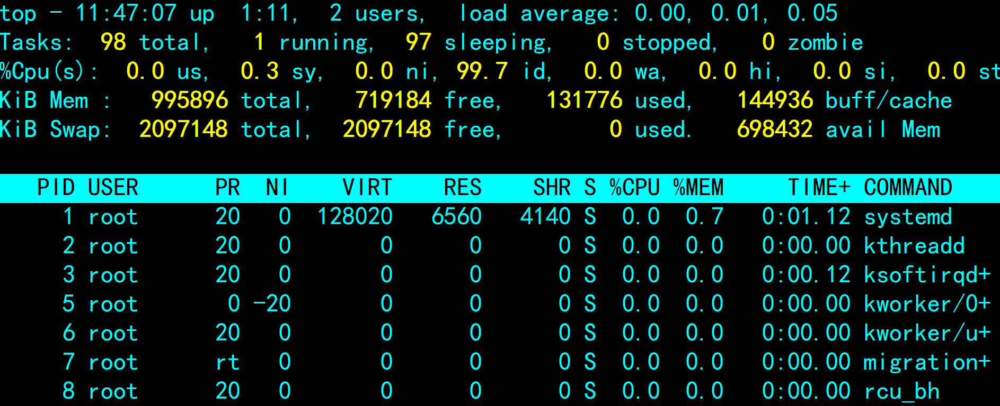 top - 11:47:07 up  1:11,  2 users,  load average: 0.00, 0.01, 0.05
Tasks:  98 total,   1 running,  97 sleeping,   0 stopped,   0 zombie
%Cpu(s):  0.0 us,  0.3 sy,  0.0 ni, 99.7 id,  0.0 wa,  0.0 hi,  0.0 si,  0.0 st
KiB Mem :   995896 total,   719184 free,   131776 used,   144936 buff/cache
KiB Swap:  2097148 total,  2097148 free,        0 used.   698432 avail Mem
PID USER      PR  NI    VIRT    RES    SHR S %CPU %MEM     TIME+ COMMAND
1 root      20   0  128020   6560   4140 S  0.0  0.7   0:01.12 systemd
2 root      20   0       0      0      0 S  0.0  0.0   0:00.00 kthreadd
3 root      20   0       0      0      0 S  0.0  0.0   0:00.12 ksoftirqd+
5 root       0 -20       0      0      0 S  0.0  0.0   0:00.00 kworker/0+
6 root      20   0       0      0      0 S  0.0  0.0   0:00.00 kworker/u+
7 root      rt   0       0      0      0 S  0.0  0.0   0:00.00 migration+
8 root      20   0       0      0      0 S  0.0  0.0   0:00.00 rcu_bh